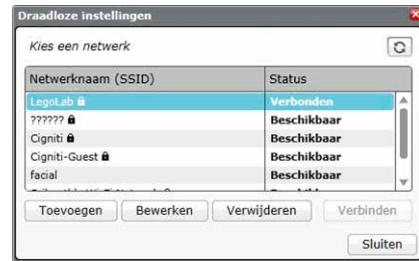 Draadloze instellingen
Kies een netwerk
Netwerknaam (SSID) Status
LegoLab Verbonden
?????? Beschikbaar
Cigniti Beschikbaar
Cigniti-Guest Beschikbaar
facial Beschikbaar
Toevoegen Bewerken Verwijderen Verbinden
Sluiten